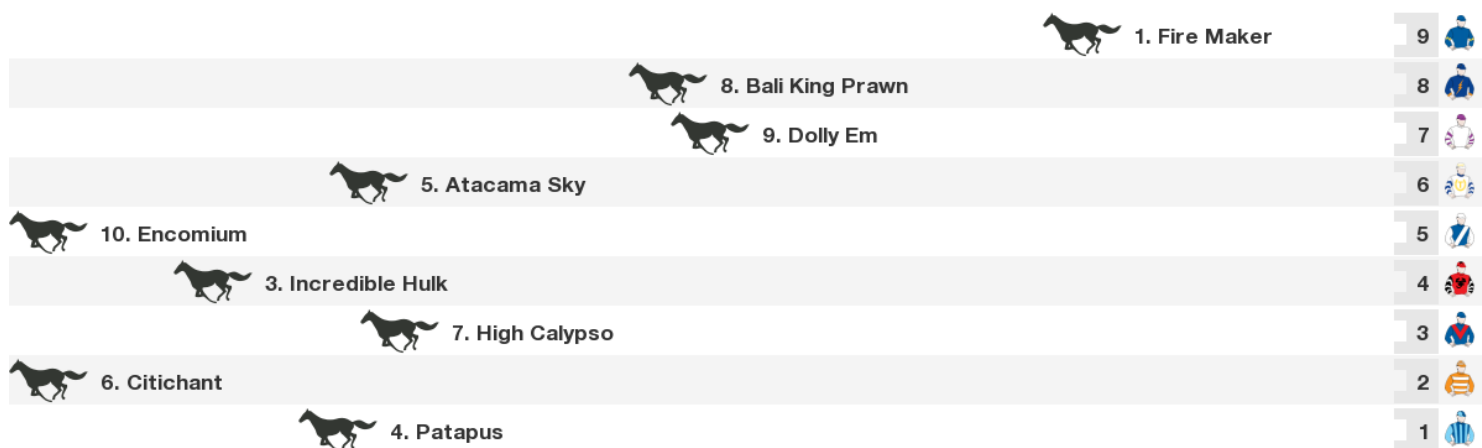 1. Fire Maker 9
8. Bali King Prawn 8
9. Dolly Em 7
5. Atacama Sky 6
10. Encomium 5
3. Incredible Hulk 4
7. High Calypso 3
6. Citichant 2
4. Patapus 1